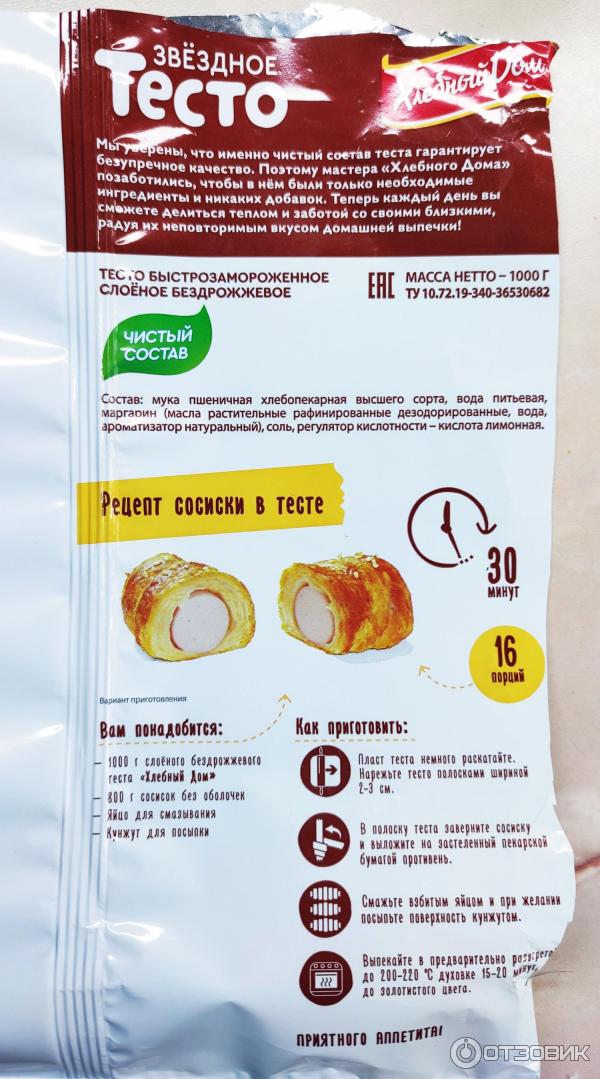 ЗВЁЗДНОЕ
Тесто
Хлебный Дом
Мы уверены, что именно чистый состав теста гарантирует
безупречное качество. Поэтому мастера «Хлебного Дома»
позаботились, чтобы в нём были только необходимые
ингредиенты и никаких добавок. Теперь каждый день вы
сможете делиться теплом и заботой со своими близкими,
радуя их неповторимым вкусом домашней выпечки!
ТЕСТО БЫСТРОЗАМОРОЖЕННОЕ
СЛОЁНОЕ БЕЗДРОЖЖЕВОЕ
ЕАС
МАССА НЕТТО – 1000 Г
ТУ 10.72.19-340-36530682
ЧИСТЫЙ
СОСТАВ
Состав: мука пшеничная хлебопекарная высшего сорта, вода питьевая,
маргарин (масла растительные рафинированные дезодорированные, вода,
ароматизатор натуральный), соль, регулятор кислотности – кислота лимонная.
Рецепт сосиски в тесте
30
минут
16
порций
Вариант приготовления
Вам понадобится:
– 1000 г слоёного бездрожжевого
теста «Хлебный Дом»
– 800 г сосисок без оболочек
– Яйцо для смазывания
– Кунжут для посыпки
Как приготовить:
Пласт теста немного раскатайте.
Нарежьте тесто полосками шириной
2-3 см.
В полоску теста заверните сосиску
и выложите на застеленный пекарской
бумагой противень.
Смажьте взбитым яйцом и при желании
посыпьте поверхность кунжутом.
Выпекайте в предварительно разогрето
до 200-220 °С духовке 15-20 минут,
до золотистого цвета.
ПРИЯТНОГО АППЕТИТА!
ОТЗОВИК